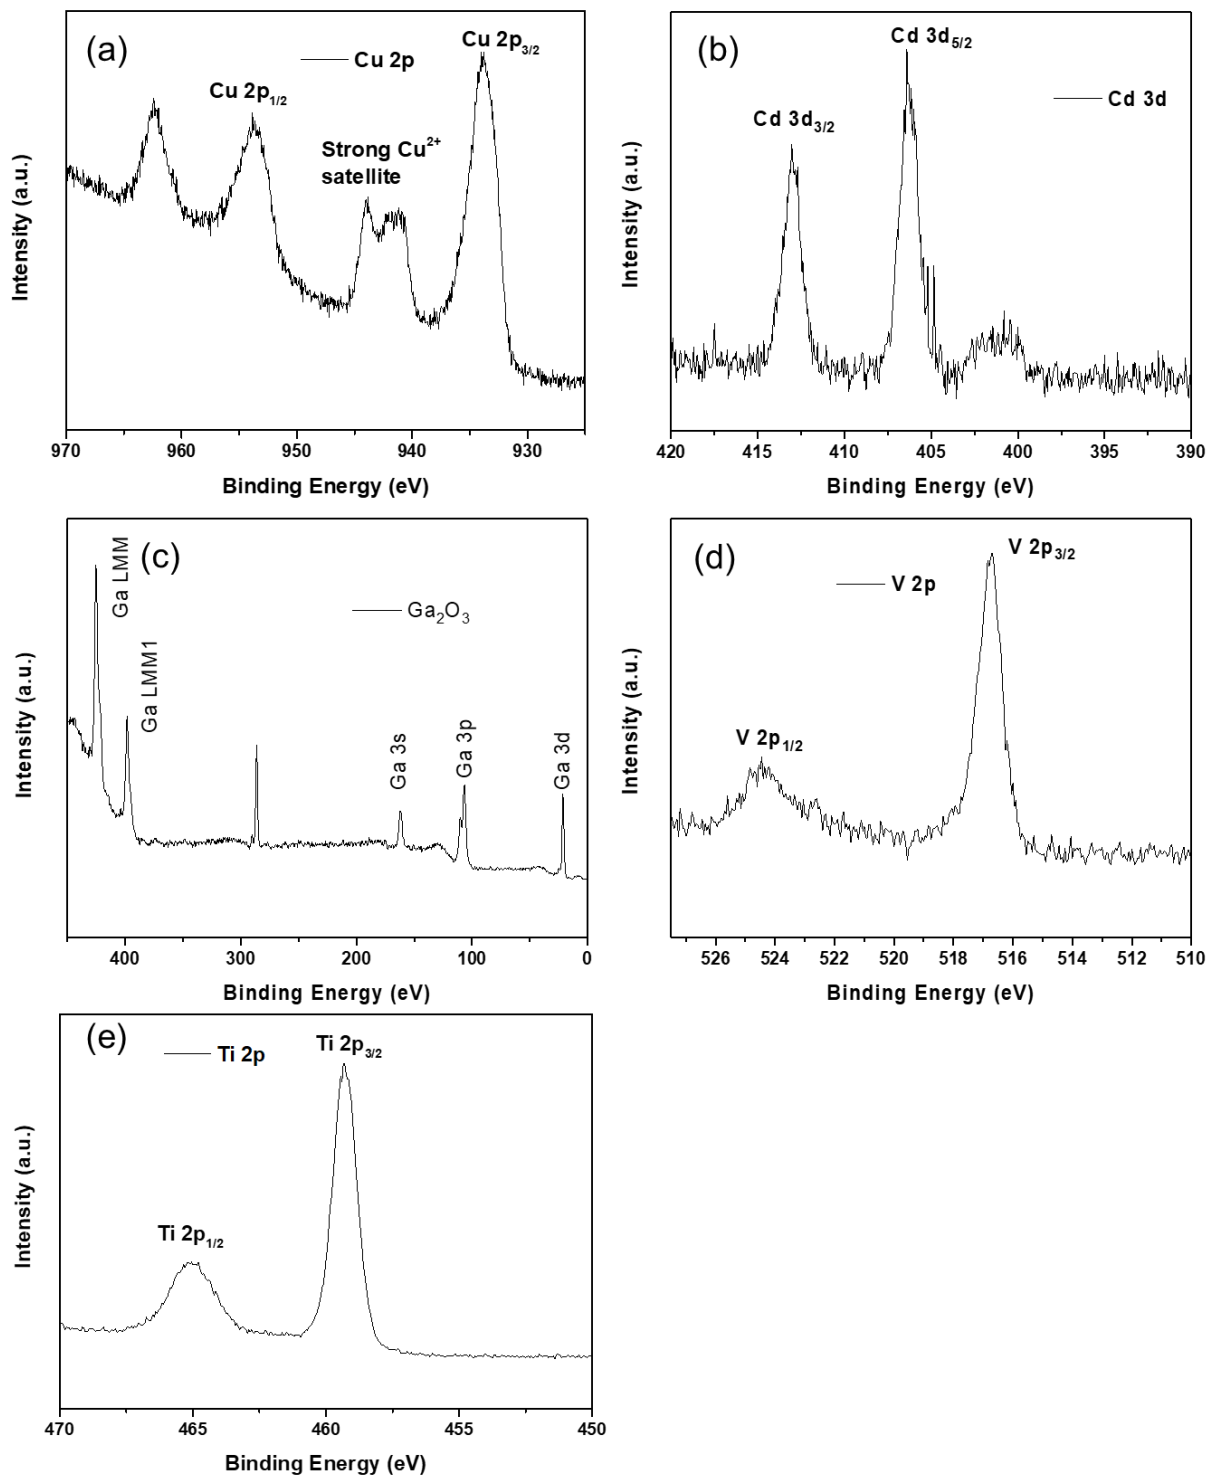 (a)
Cu 2p
Cu 2p3/2
Cu 2p1/2
Strong Cu2+
satellite
Intensity (a.u.)
970 960 950 940 930
Binding Energy (eV)
(b)
Cd 3d5/2
Cd 3d
Cd 3d3/2
Intensity (a.u.)
420 415 410 405 400 395 390
Binding Energy (eV)
(c)
Ga LMM
Ga LMM1
Ga2O3
Ga 3s
Ga 3p
Ga 3d
Intensity (a.u.)
400 300 200 100 0
Binding Energy (eV)
(d)
V 2p3/2
V 2p
V 2p1/2
Intensity (a.u.)
526 524 522 520 518 516 514 512 510
Binding Energy (eV)
(e)
Ti 2p
Ti 2p3/2
Ti 2p1/2
Intensity (a.u.)
470 465 460 455 450
Binding Energy (eV)